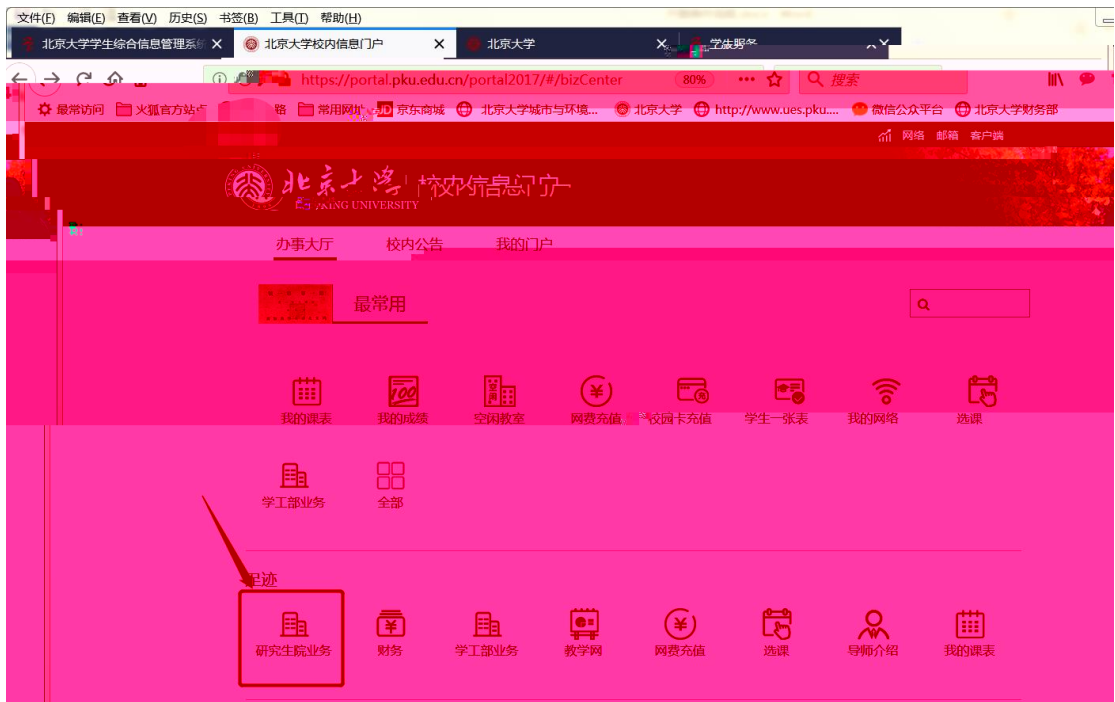 文件(F) 编辑(E) 查看(V) 历史(S) 书签(B) 工具(T) 帮助(H)
北京大学学生综合信息管理系统 × 北京大学校内信息门户 × 北京大学 ×
https://portal.pku.edu.cn/portal2017/#/bizCenter 80% ••• 搜索
最常访问 火狐官方站点 常用网址 JD 京东商城 北京大学城市与环境... 北京大学 http://www.ues.pku.... 微信公众平台 北京大学财务部
网络 邮箱 客户端
北京大学 校内信息门户
UNIVERSITY
办事大厅 校内公告 我的门户
最常用
我的课表 我的成绩 空闲教室 网费充值 校园卡充值 学生一张表 我的网络 选课
学工部业务 全部
足迹
研究生院业务 财务 学工部业务 教学网 网费充值 选课 导师介绍 我的课表